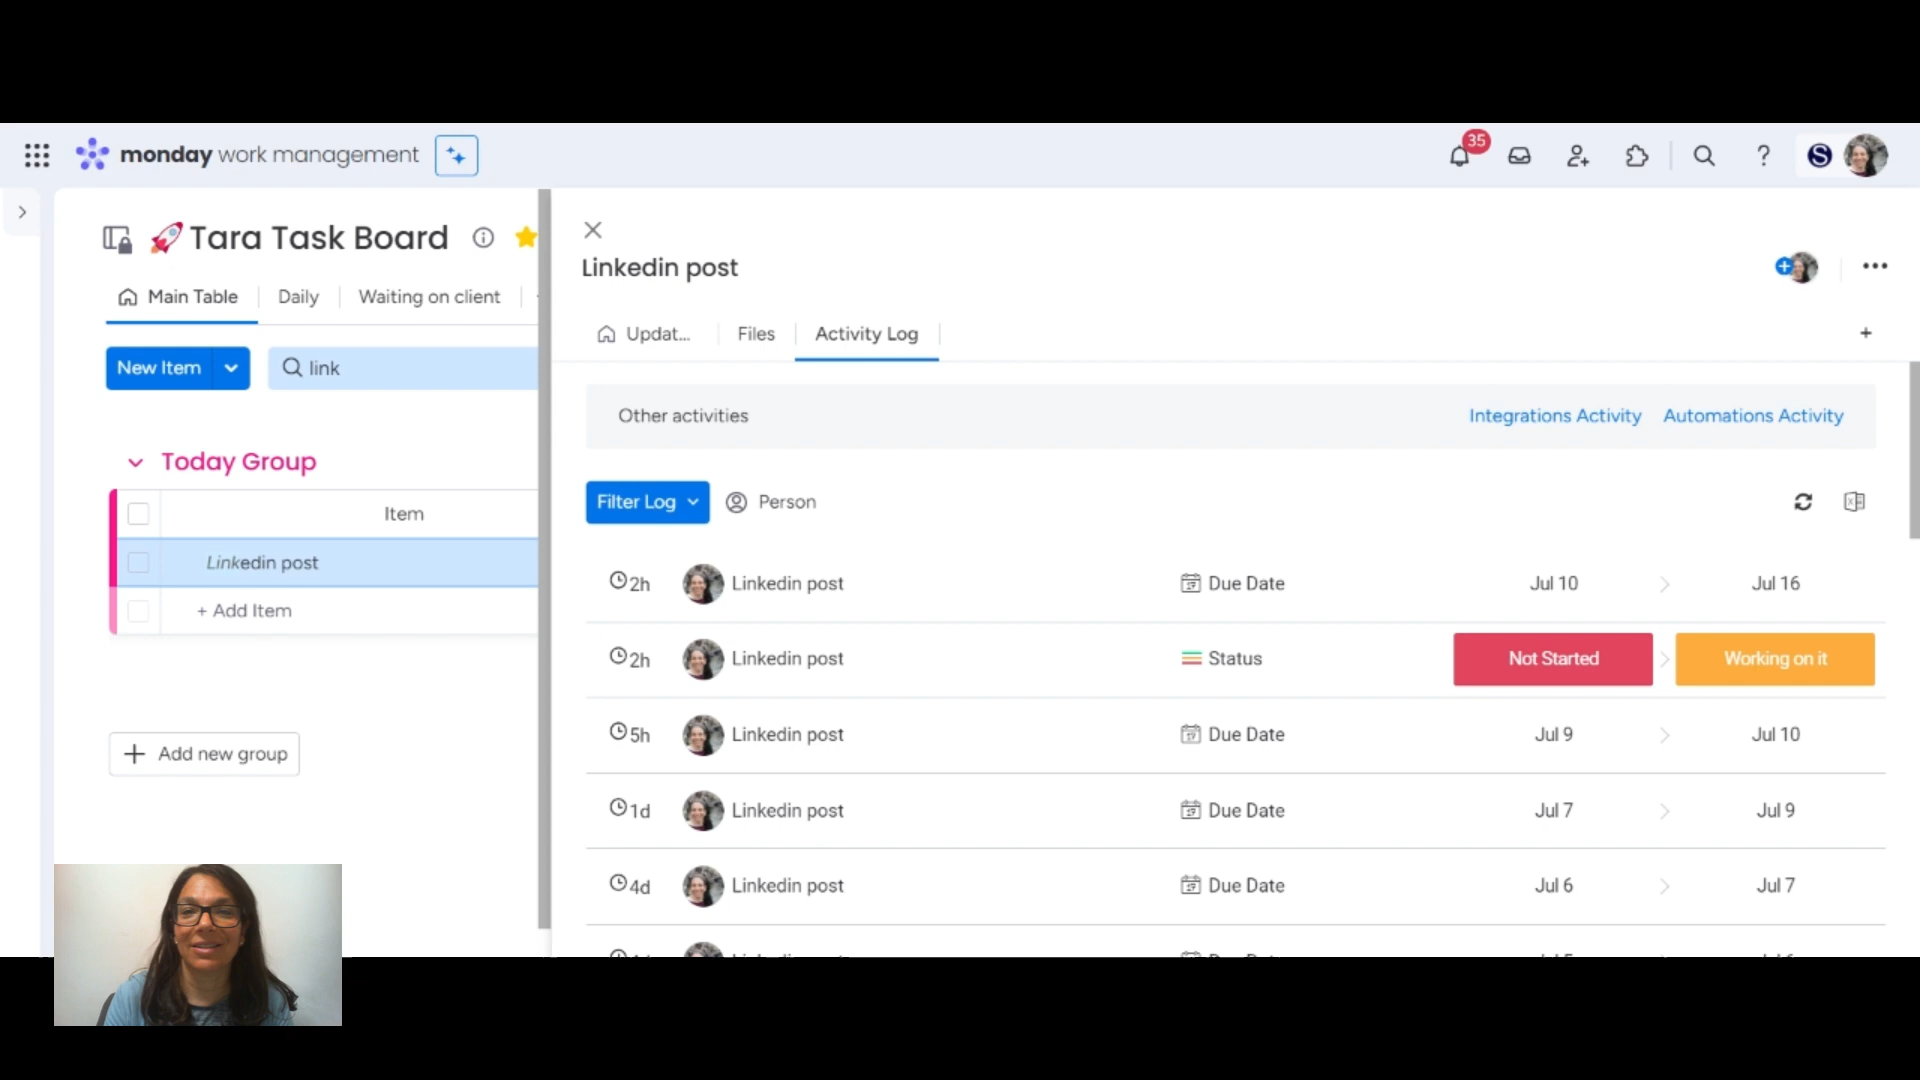 monday work management
35
?
S
Tara Task Board
Main Table
Daily
Waiting on client
New Item
link
Today Group
Item
Linkedin post
+ Add Item
Add new group
Linkedin post
Updat...
Files
Activity Log
Other activities
Integrations Activity
Automations Activity
Filter Log
Person
2h Linkedin post Due Date Jul 10 Jul 16
2h Linkedin post Status Not Started Working on it
5h Linkedin post Due Date Jul 9 Jul 10
1d Linkedin post Due Date Jul 7 Jul 9
4d Linkedin post Due Date Jul 6 Jul 7